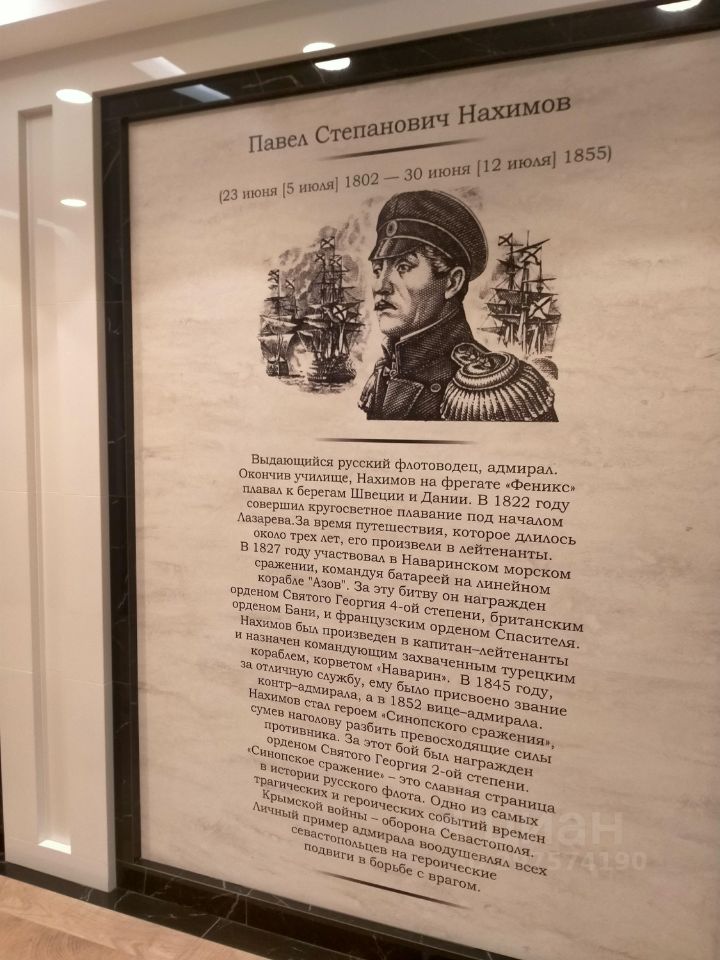 Павел Степанович Нахимов
(23 июня [5 июля] 1802 — 30 июня [12 июля] 1855)
Выдающийся русский флотоводец, адмирал.
Окончив училище, Нахимов на фрегате «Феникс»
плавал к берегам Швеции и Дании. В 1822 году
совершил кругосветное плавание под началом
Лазарева.За время путешествия, которое длилось
около трех лет, его произвели в лейтенанты.
В 1827 году участвовал в Наваринском морском
сражении, командуя батареей на линейном
корабле "Азов". За эту битву он награжден
орденом Святого Георгия 4-ой степени, британским
орденом Бани, и французским орденом Спасителя.
Нахимов был произведен в капитан–лейтенанты
и назначен командующим захваченным турецким
кораблем, корветом «Наварин». В 1845 году,
за отличную службу, ему было присвоено звание
контр–адмирала, а в 1852 вице–адмирала.
Нахимов стал героем «Синопского сражения»,
сумев наголову разбить превосходящие силы
противника. За этот бой был награжден
орденом Святого Георгия 2-ой степени.
«Синопское сражение» – это славная страница
в истории русского флота. Одно из самых
трагических и героических событий времен
Крымской войны – оборона Севастополя.
Личный пример адмирала воодушевлял всех
севастопольцев на героические
подвиги в борьбе с врагом.